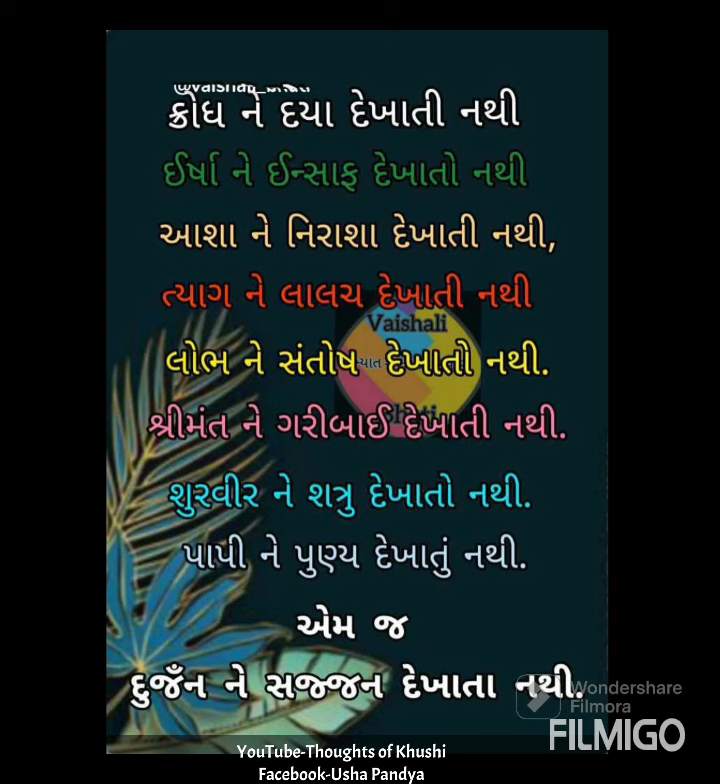 ક્રોધ ને દયા દેખાતી નથી
ઈર્ષા ને ઈન્સાફ દેખાતો નથી
આશા ને નિરાશા દેખાતી નથી,
ત્યાગ ને લાલચ દેખાતી નથી
Vaishali
લોભ ને સંતોષ દેખાતો નથી.
શ્રીમંત ને ગરીબાઈ દેખાતી નથી.
શુરવીર ને શત્રુ દેખાતો નથી.
પાપી ને પુણ્ય દેખાતું નથી.
એમ જ
દુર્જઁન ને સજ્જન દેખાતા નથી.
Wondershare
Filmora
FILMIGO
YouTube-Thoughts of Khushi
Facebook-Usha Pandya